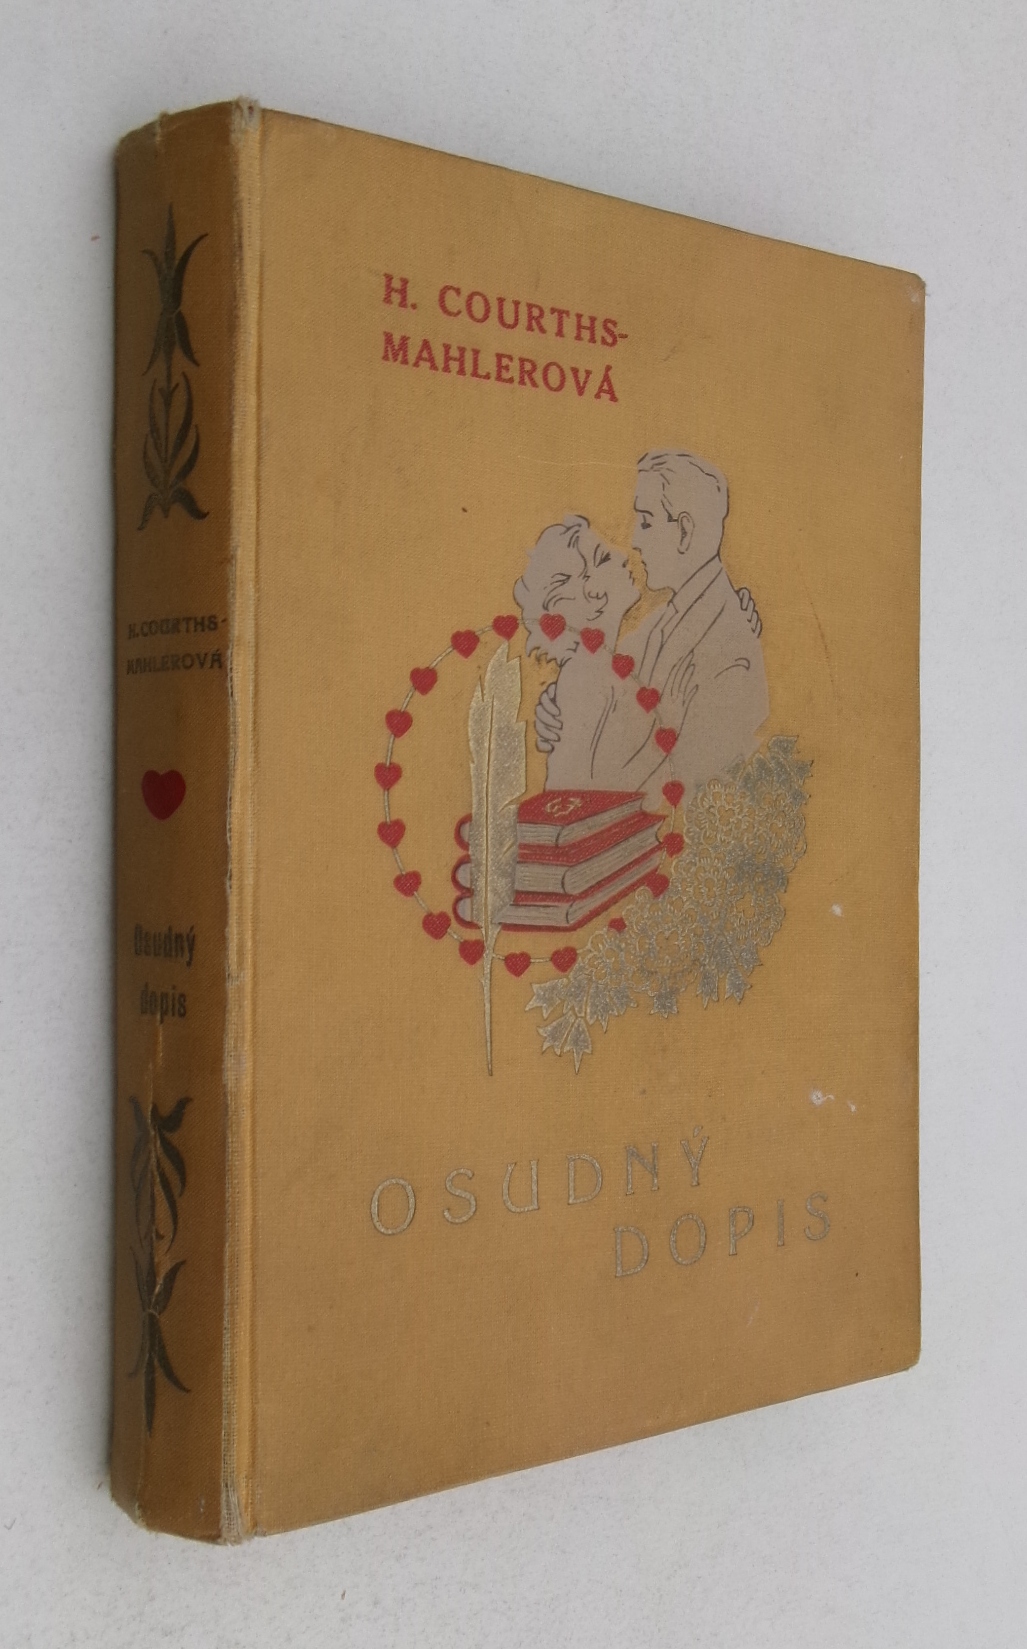 H. COURTHS-
MAHLEROVÁ
OSUDNÝ
DOPIS
H. COURTHS-
MAHLEROVÁ
Osudný
dopis